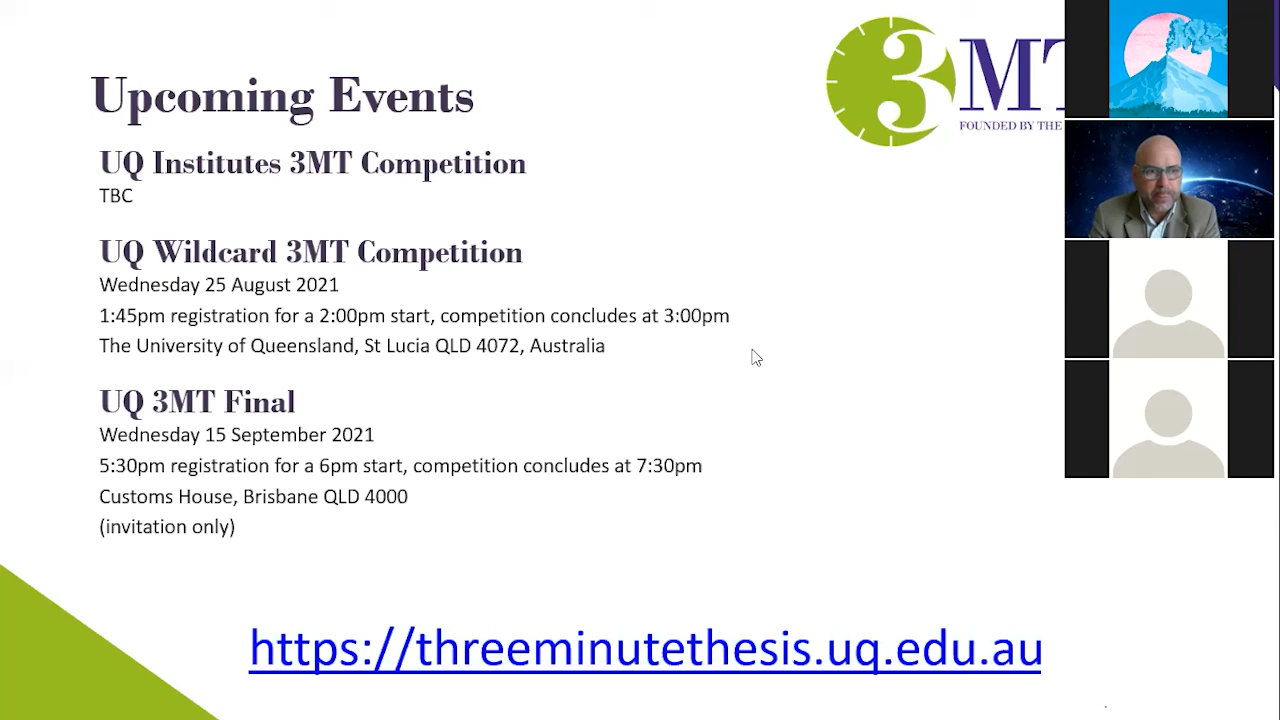 Upcoming Events
3MT
FOUNDED BY THE
UQ Institutes 3MT Competition
TBC
UQ Wildcard 3MT Competition
Wednesday 25 August 2021
1:45pm registration for a 2:00pm start, competition concludes at 3:00pm
The University of Queensland, St Lucia QLD 4072, Australia
UQ 3MT Final
Wednesday 15 September 2021
5:30pm registration for a 6pm start, competition concludes at 7:30pm
Customs House, Brisbane QLD 4000
(invitation only)
https://threeminutethesis.uq.edu.au